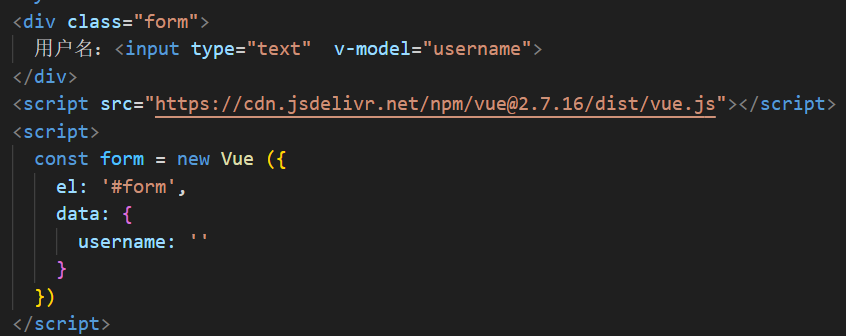 <div class="form">
用户名：<input type="text"  v-model="username">
</div>
<script src="https://cdn.jsdelivr.net/npm/vue@2.7.16/dist/vue.js"></script>
<script>
const form = new Vue ({
el: '#form',
data: {
username: ''
}
})
</script>